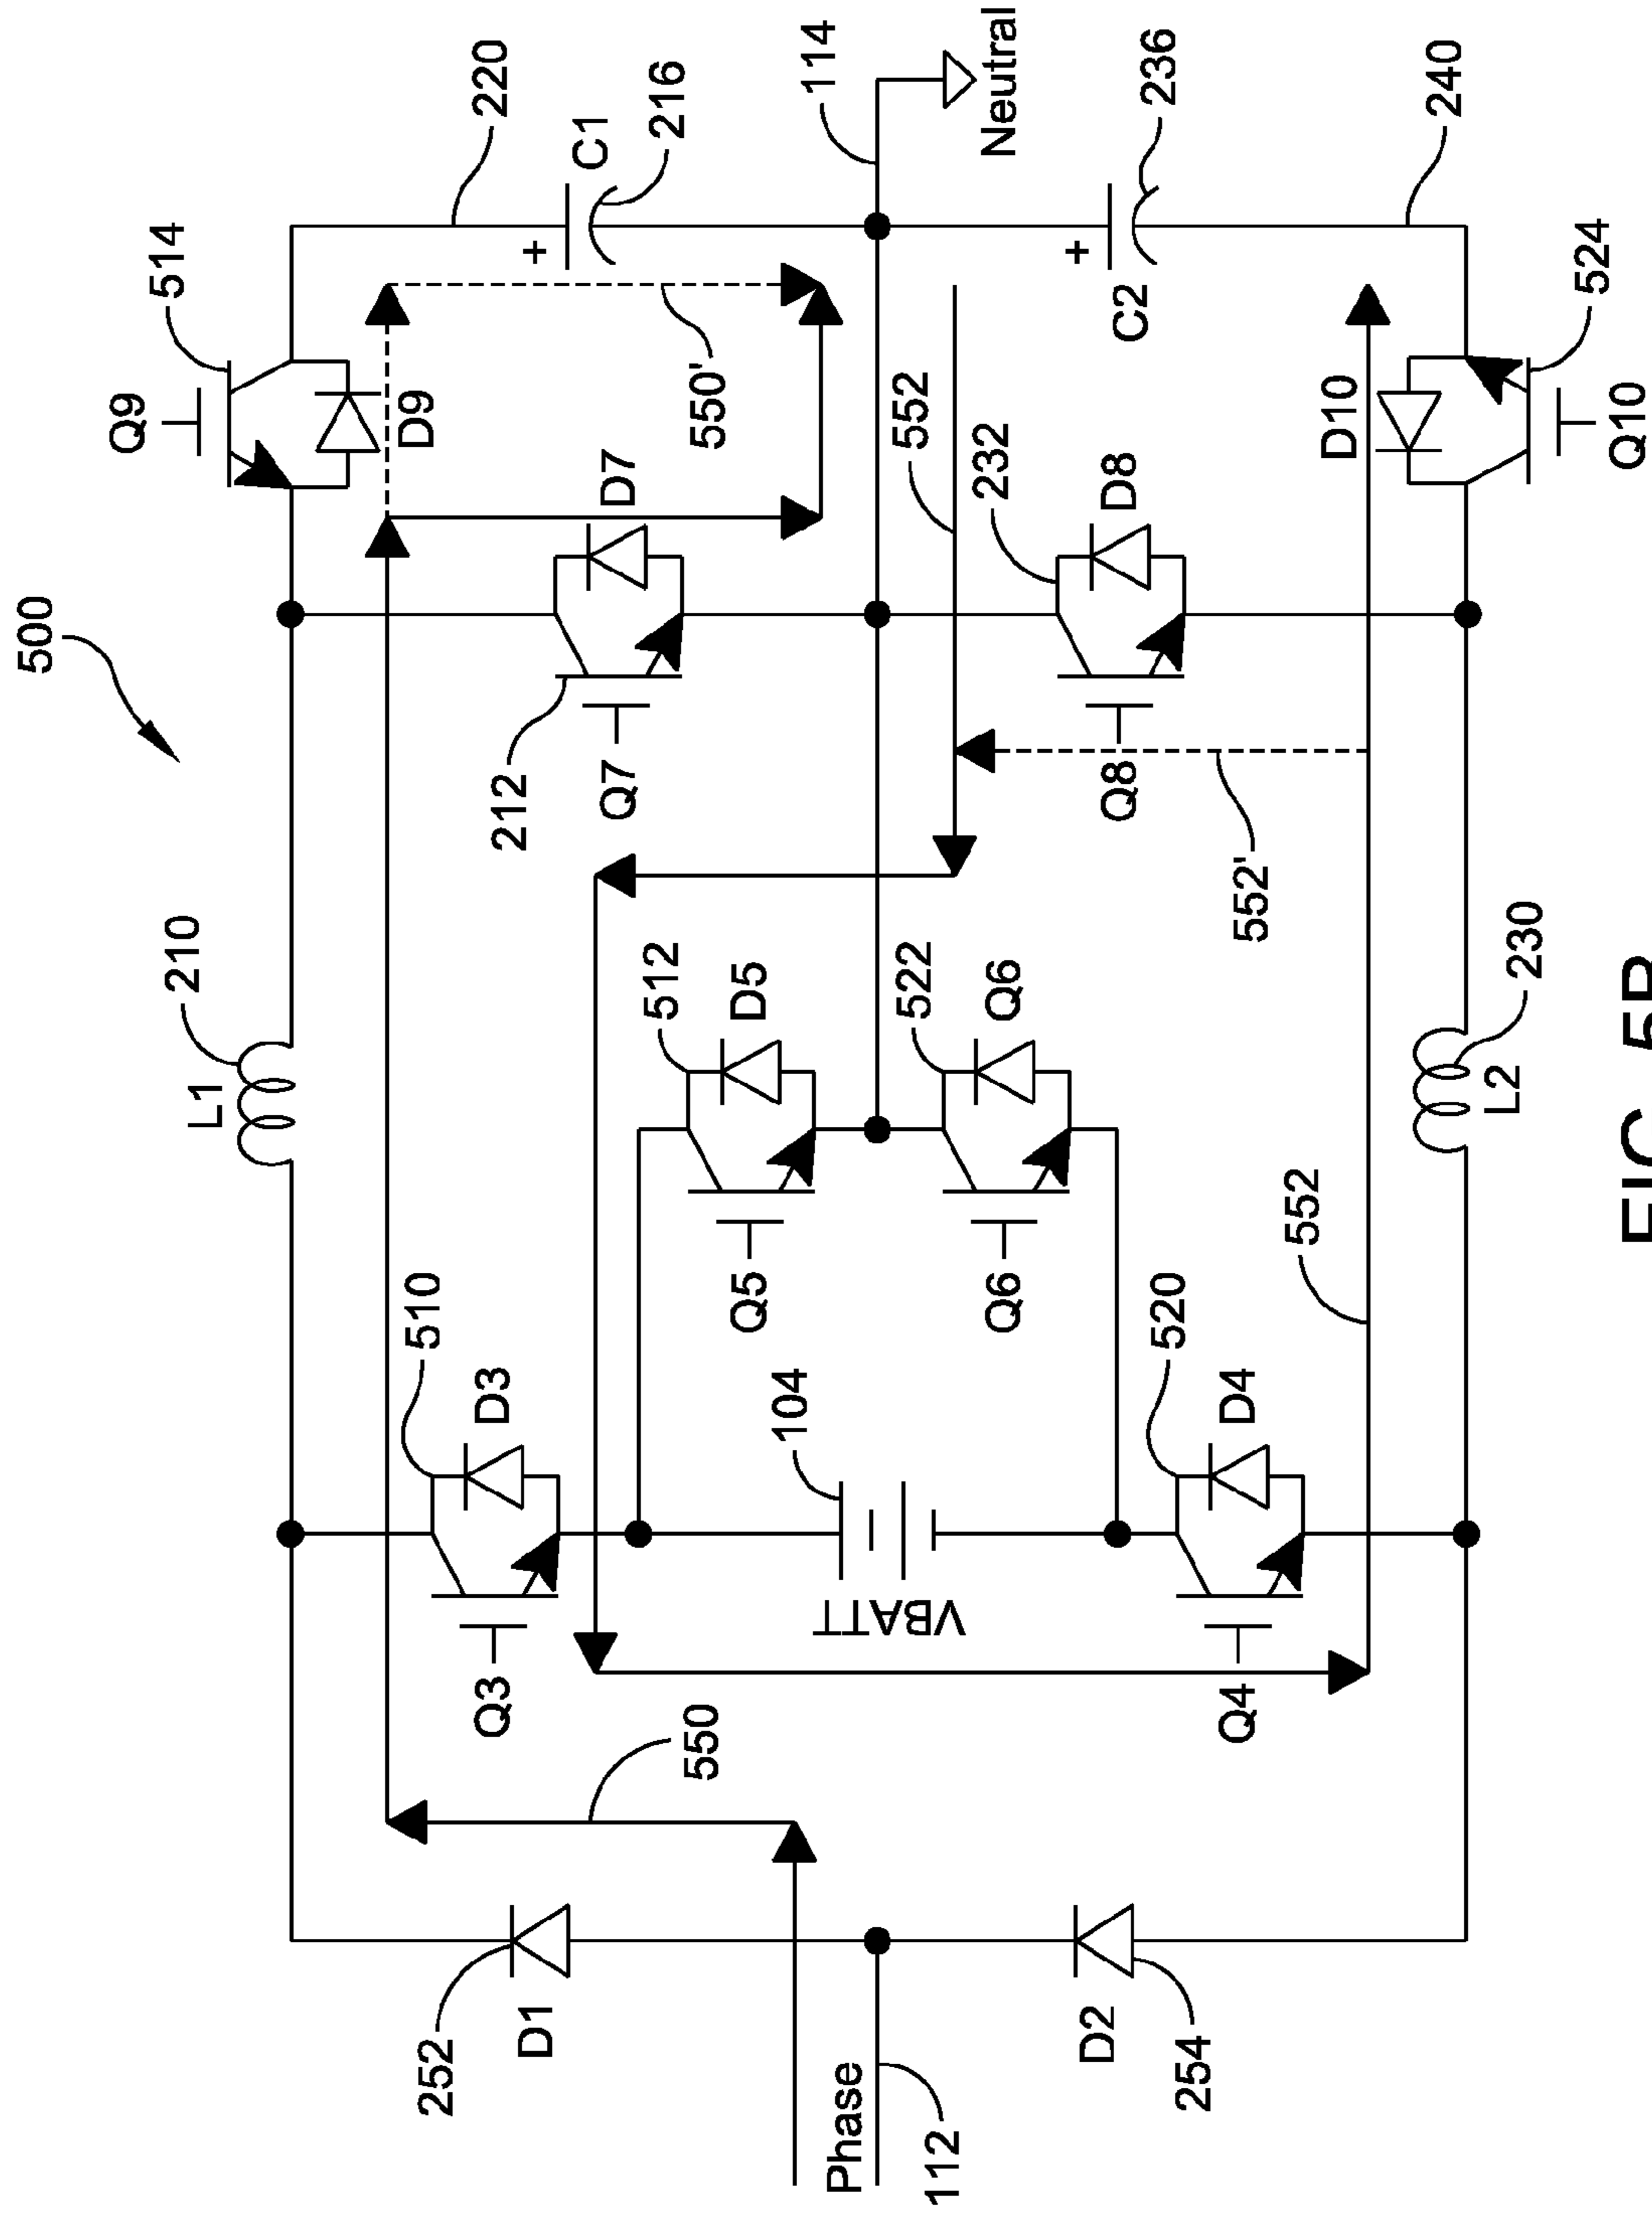 500
Q9
514
L1
210
220
D9
C1
+
216
550'
114
Neutral
D7
212
Q7
552
232
C2
+
236
D8
Q8
552'
D10
240
524
Q10
510
D3
Q3
512
D5
Q5
522
Q6
Q6
104
VBATT
520
D4
Q4
552
L2
230
550
252
D1
Phase
112
D2
254
FIG. 5B